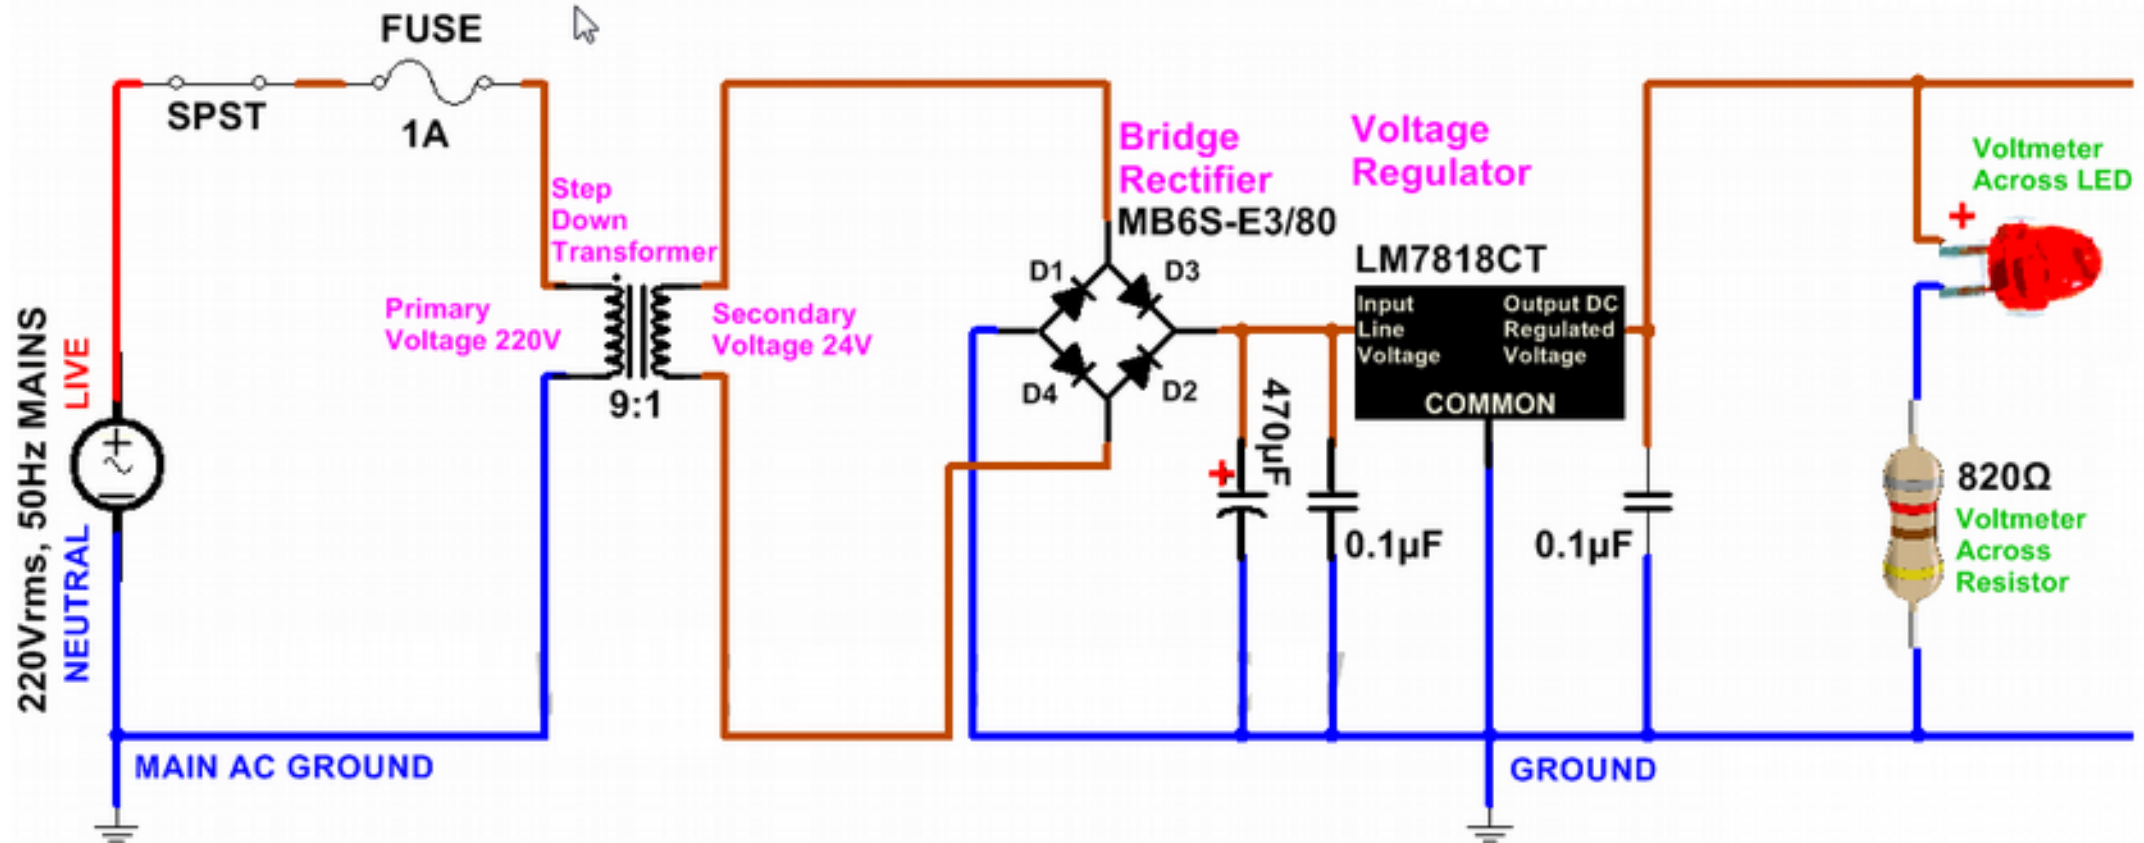 FUSE
SPST
1A
Step
Down
Transformer
Primary
Voltage 220V
Secondary
Voltage 24V
9:1
220Vrms, 50Hz MAINS
LIVE
NEUTRAL
MAIN AC GROUND
Bridge
Rectifier
MB6S-E3/80
D1
D3
D4
D2
Voltage
Regulator
LM7818CT
Input
Line
Voltage
Output DC
Regulated
Voltage
COMMON
+
470µF
0.1µF
0.1µF
GROUND
Voltmeter
Across LED
+
820Ω
Voltmeter
Across
Resistor